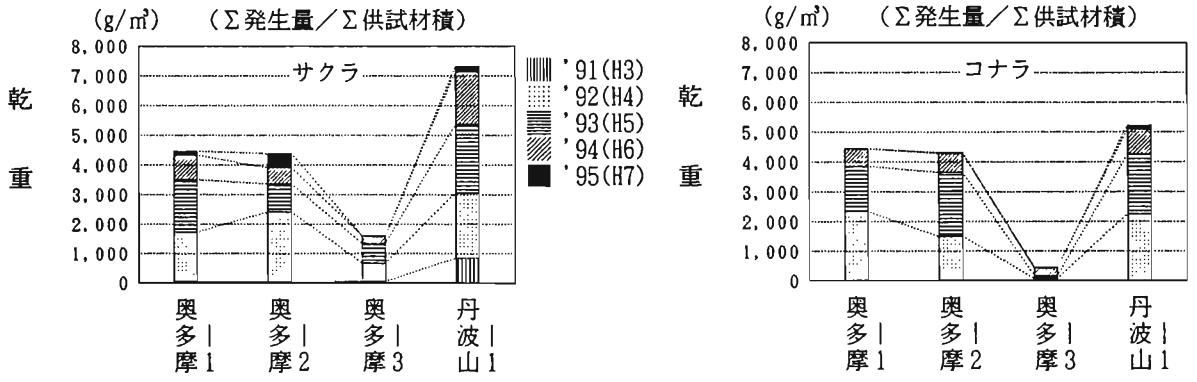 (g/㎥) (Σ発生量／Σ供試材積)
乾重
8,000
7,000
6,000
5,000
4,000
3,000
2,000
1,000
0
サクラ
奥多摩|1
奥多摩|2
奥多摩|3
丹波山|1
'91(H3)
'92(H4)
'93(H5)
'94(H6)
'95(H7)
(g/㎥) (Σ発生量／Σ供試材積)
乾重
8,000
7,000
6,000
5,000
4,000
3,000
2,000
1,000
0
コナラ
奥多摩|1
奥多摩|2
奥多摩|3
丹波山|1